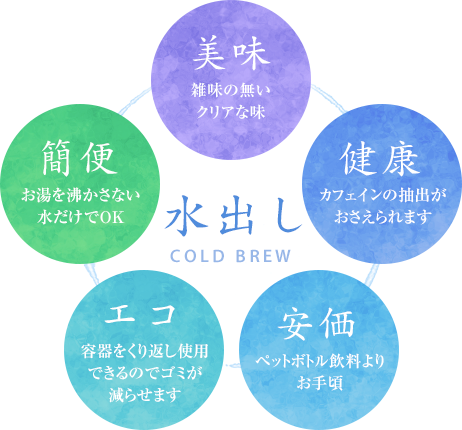 美味
雑味の無い
クリアな味
簡便
お湯を沸かさない
水だけでOK
健康
カフェインの抽出が
おさえられます
水出し
COLD BREW
エコ
容器をくり返し使用
できるのでゴミが
減らせます
安価
ペットボトル飲料より
お手頃